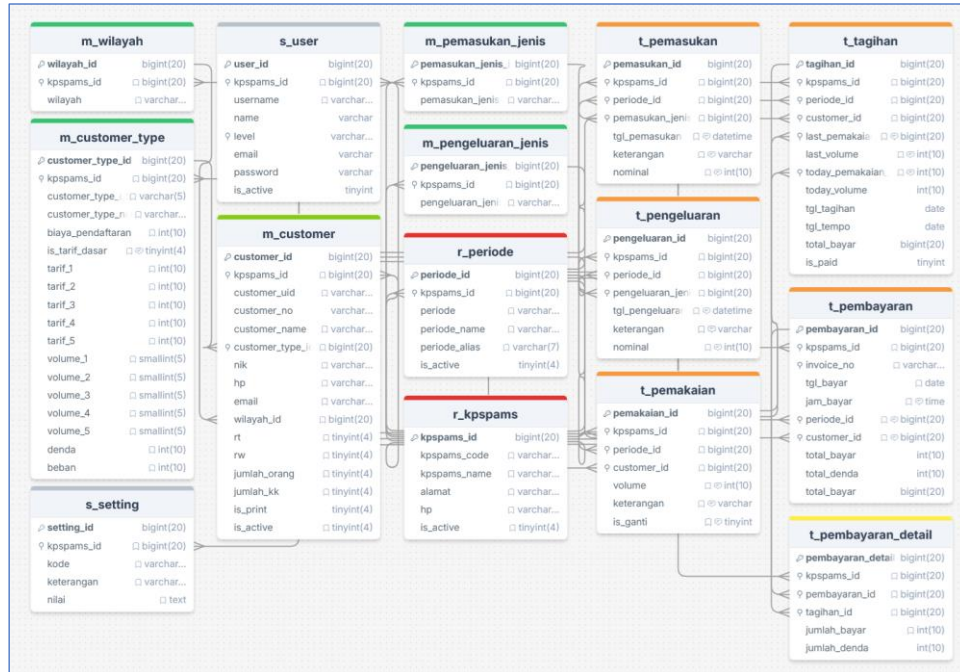 m_wilayah
wilayah_id bigint(20)
kpspams_id bigint(20)
wilayah varchar...
m_customer_type
customer_type_id bigint(20)
kpspams_id bigint(20)
customer_type_ varchar(5)
customer_type_n varchar...
biaya_pendaftaran int(10)
is_tarif_dasar tinyint(4)
tarif_1 int(10)
tarif_2 int(10)
tarif_3 int(10)
tarif_4 int(10)
tarif_5 int(10)
volume_1 smallint(5)
volume_2 smallint(5)
volume_3 smallint(5)
volume_4 smallint(5)
volume_5 smallint(5)
denda int(10)
beban int(10)
s_setting
setting_id bigint(20)
kpspams_id bigint(20)
kode varchar...
keterangan varchar...
nilai text
s_user
user_id bigint(20)
kpspams_id bigint(20)
username varchar...
name varchar
level varchar...
email varchar
password varchar
is_active tinyint
m_customer
customer_id bigint(20)
kpspams_id bigint(20)
customer_uid varchar...
customer_no varchar
customer_name varchar...
customer_type_i bigint(20)
nik varchar...
hp varchar...
email varchar...
wilayah_id bigint(20)
rt tinyint(4)
rw tinyint(4)
jumlah_orang tinyint(4)
jumlah_kk tinyint(4)
is_print tinyint(4)
is_active tinyint(4)
m_pemasukan_jenis
pemasukan_jenis_ bigint(20)
kpspams_id bigint(20)
pemasukan_jenis varchar...
m_pengeluaran_jenis
pengeluaran_jenis bigint(20)
kpspams_id bigint(20)
pengeluaran_jeni varchar...
r_periode
periode_id bigint(20)
kpspams_id bigint(20)
periode varchar...
periode_name varchar...
periode_alias varchar(7)
is_active tinyint(4)
r_kpspams
kpspams_id bigint(20)
kpspams_code varchar...
kpspams_name varchar...
alamat varchar...
hp varchar...
is_active tinyint(4)
t_pemasukan
pemasukan_id bigint(20)
kpspams_id bigint(20)
periode_id bigint(20)
pemasukan_jeni bigint(20)
tgl_pemasukan datetime
keterangan varchar
nominal int(10)
t_pengeluaran
pengeluaran_id bigint(20)
kpspams_id bigint(20)
periode_id bigint(20)
pengeluaran_jen bigint(20)
tgl_pengeluara datetime
keterangan varchar
nominal int(10)
t_pemakaian
pemakaian_id bigint(20)
kpspams_id bigint(20)
periode_id bigint(20)
customer_id bigint(20)
volume int(10)
keterangan varchar
is_ganti tinyint
t_tagihan
tagihan_id bigint(20)
kpspams_id bigint(20)
periode_id bigint(20)
customer_id bigint(20)
last_pemakaia bigint(20)
last_volume int(10)
today_pemakaian_ int(10)
today_volume int(10)
tgl_tagihan date
tgl_tempo date
total_bayar bigint(20)
is_paid tinyint
t_pembayaran
pembayaran_id bigint(20)
kpspams_id bigint(20)
invoice_no varchar...
tgl_bayar date
jam_bayar time
periode_id bigint(20)
customer_id bigint(20)
total_bayar int(10)
total_denda int(10)
total_bayar bigint(20)
t_pembayaran_detail
pembayaran_detai bigint(20)
kpspams_id bigint(20)
pembayaran_id bigint(20)
tagihan_id bigint(20)
jumlah_bayar int(10)
jumlah_denda int(10)